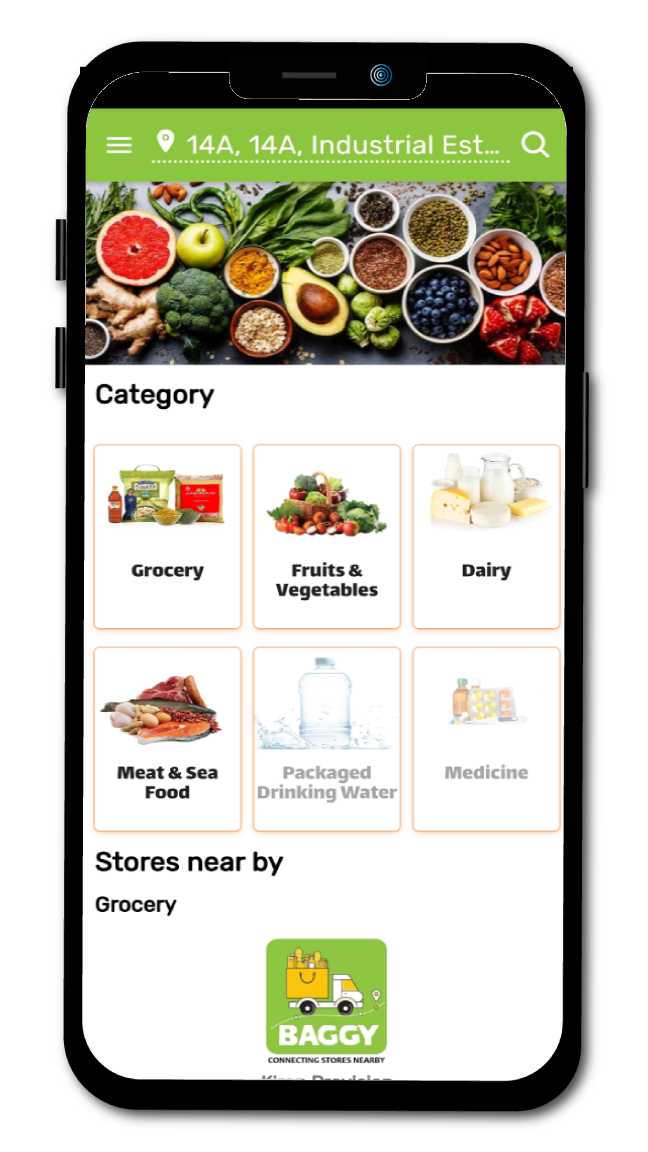 14A, 14A, Industrial Est...
Category
Grocery
Fruits &
Vegetables
Dairy
Meat & Sea
Food
Packaged
Drinking Water
Medicine
Stores near by
Grocery
BAGGY
CONNECTING STORES NEARBY